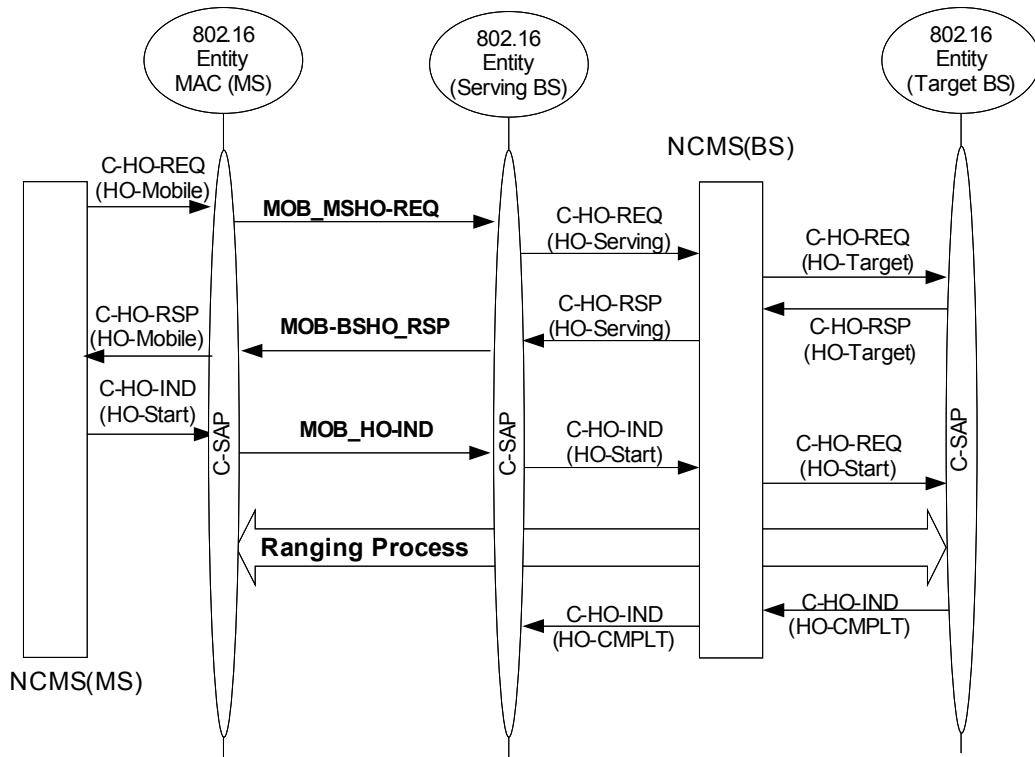 802.16
Entity
MAC (MS)
802.16
Entity
(Serving BS)
802.16
Entity
(Target BS)
NCMS(BS)
C-HO-REQ
(HO-Mobile)
MOB_MSHO-REQ
C-HO-REQ
(HO-Serving)
C-HO-REQ
(HO-Target)
C-HO-RSP
(HO-Mobile)
MOB-BSHO_RSP
C-HO-RSP
(HO-Serving)
C-HO-RSP
(HO-Target)
C-HO-IND
(HO-Start)
C-SAP
MOB_HO-IND
C-SAP
C-HO-IND
(HO-Start)
C-HO-REQ
(HO-Start)
C-SAP
Ranging Process
C-HO-IND
(HO-CMPLT)
C-HO-IND
(HO-CMPLT)
NCMS(MS)